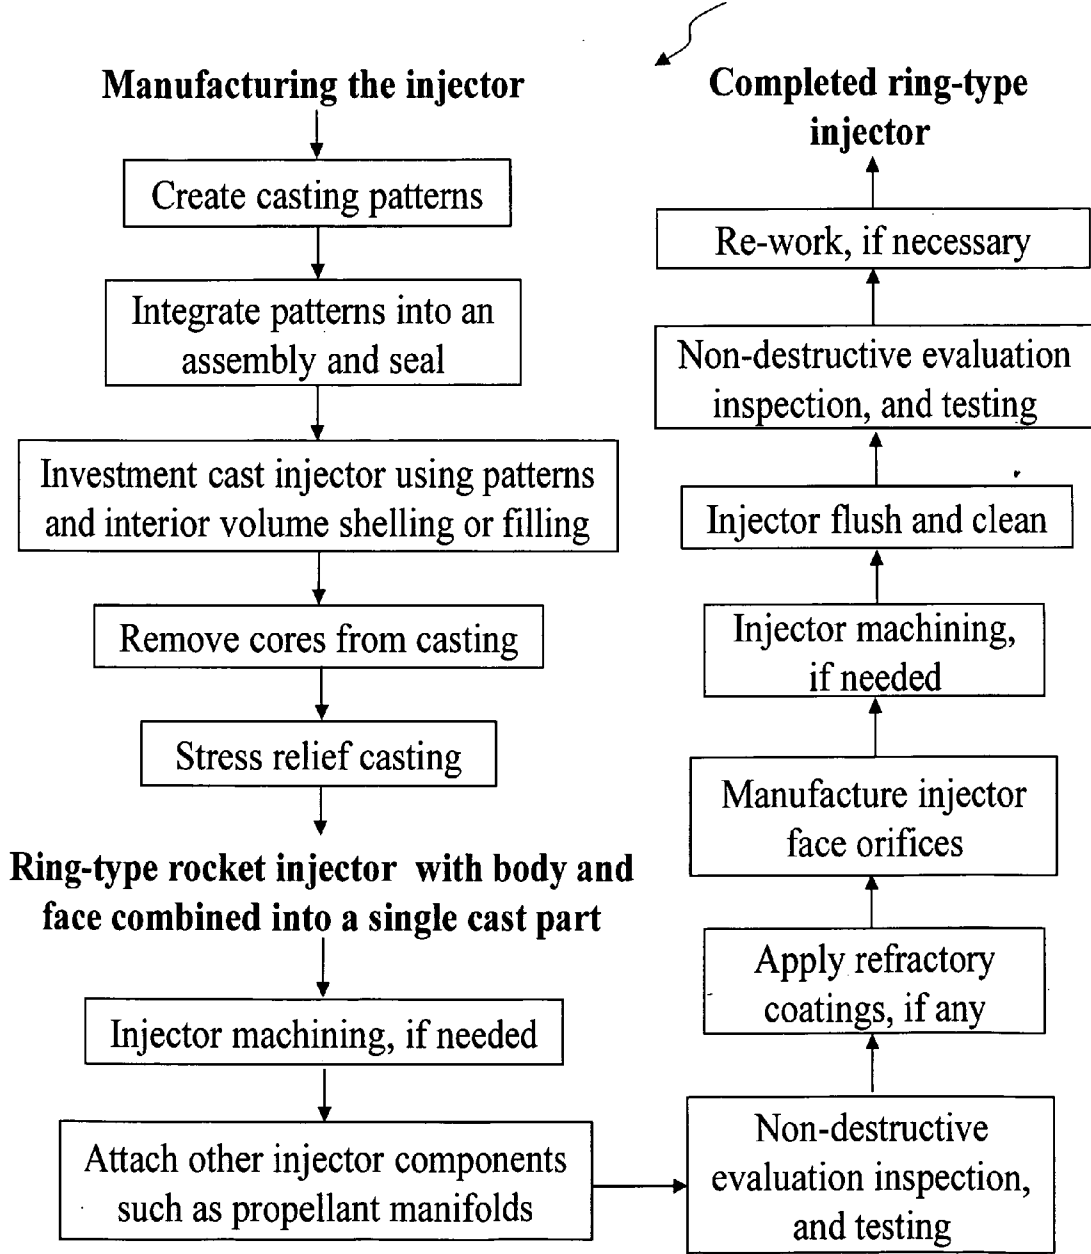 Manufacturing the injector
Create casting patterns
Integrate patterns into an
assembly and seal
Investment cast injector using patterns
and interior volume shelling or filling
Remove cores from casting
Stress relief casting
Ring-type rocket injector with body and
face combined into a single cast part
Injector machining, if needed
Attach other injector components
such as propellant manifolds
Non-destructive
evaluation inspection,
and testing
Apply refractory
coatings, if any
Manufacture injector
face orifices
Injector machining,
if needed
Injector flush and clean
Non-destructive evaluation
inspection, and testing
Re-work, if necessary
Completed ring-type
injector